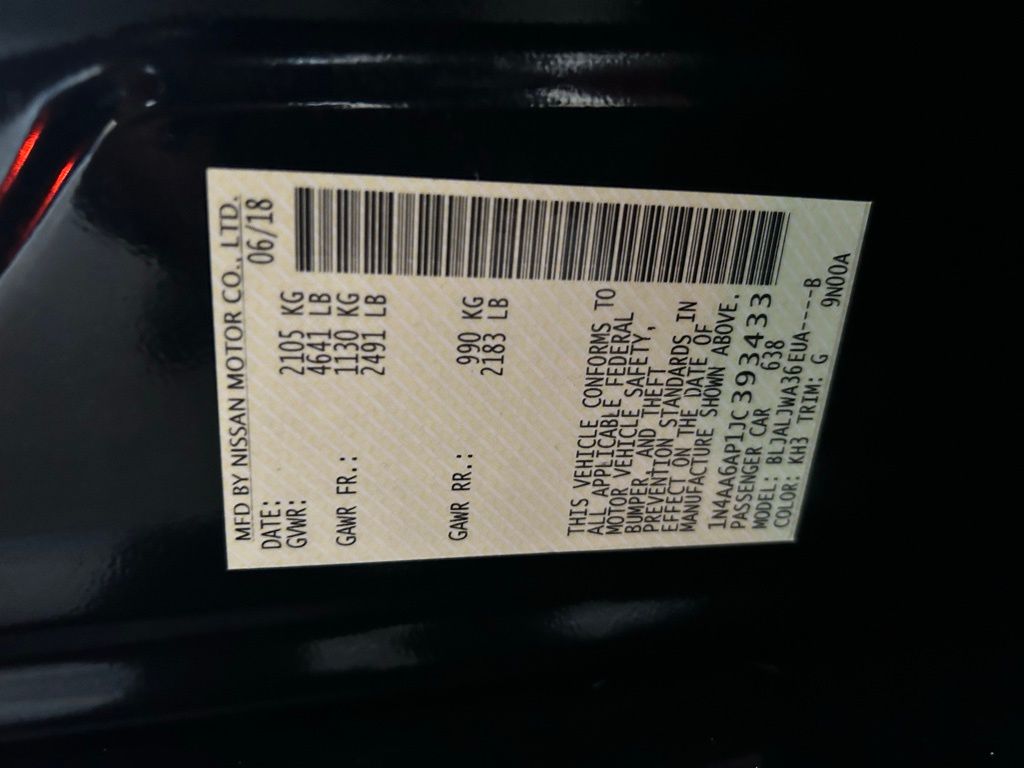 MFD BY NISSAN MOTOR CO., LTD.
DATE: 06/18
GVWR: 2105 KG
4641 LB
GAWR FR.: 1130 KG
2491 LB
GAWR RR.: 990 KG
2183 LB
THIS VEHICLE CONFORMS TO
ALL APPLICABLE FEDERAL
MOTOR VEHICLE SAFETY,
BUMPER, AND THEFT
PREVENTION STANDARDS IN
EFFECT ON THE DATE OF
MANUFACTURE SHOWN ABOVE.
1N4AA6AP1JC393433
PASSENGER CAR 638
MODEL: BLJALJWA36EUA----B
COLOR: KH3 TRIM: G 9N00A